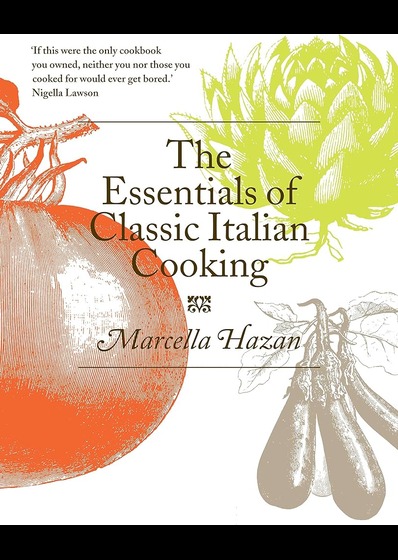 ‘If this were the only cookbook
you owned, neither you nor those you
cooked for would ever get bored.’
Nigella Lawson
The
Essentials of
Classic Italian
Cooking
Marcella Hazan